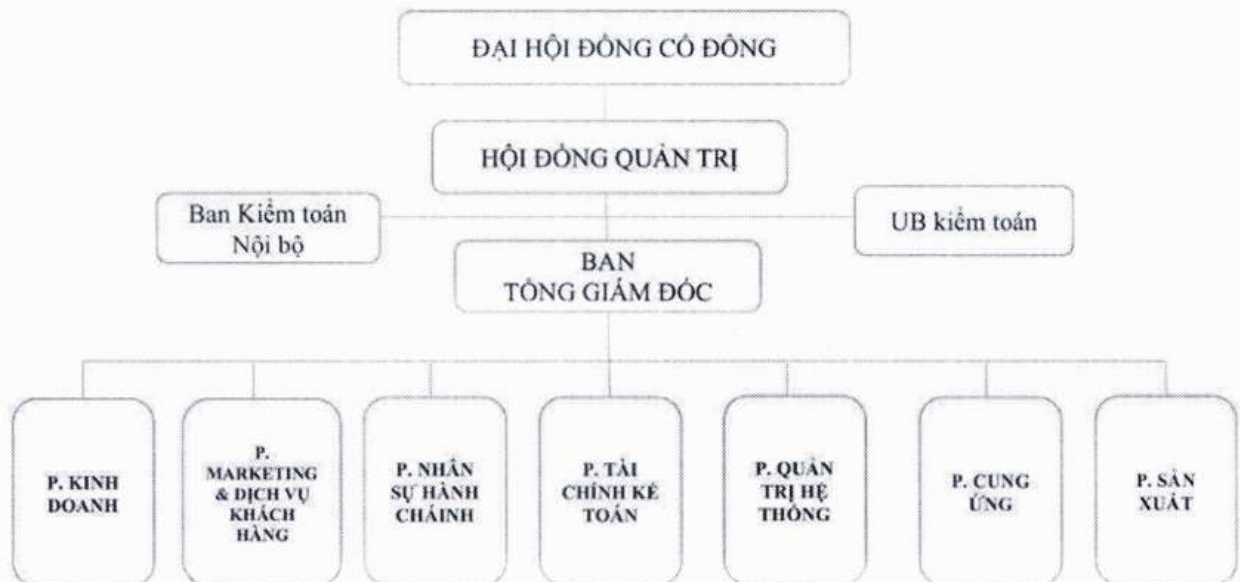 ĐẠI HỘI ĐỒNG CỔ ĐÔNG
HỘI ĐỒNG QUẢN TRỊ
Ban Kiểm toán
Nội bộ
UB kiểm toán
BAN
TỔNG GIÁM ĐỐC
P. KINH
DOANH
P.
MARKETING
& DỊCH VỤ
KHÁCH
HÀNG
P. NHÂN
SỰ HÀNH
CHÁINH
P. TÀI
CHÍNH KẾ
TOÁN
P. QUẢN
TRỊ HỆ
THỐNG
P. CUNG
ỨNG
P. SẢN
XUẤT